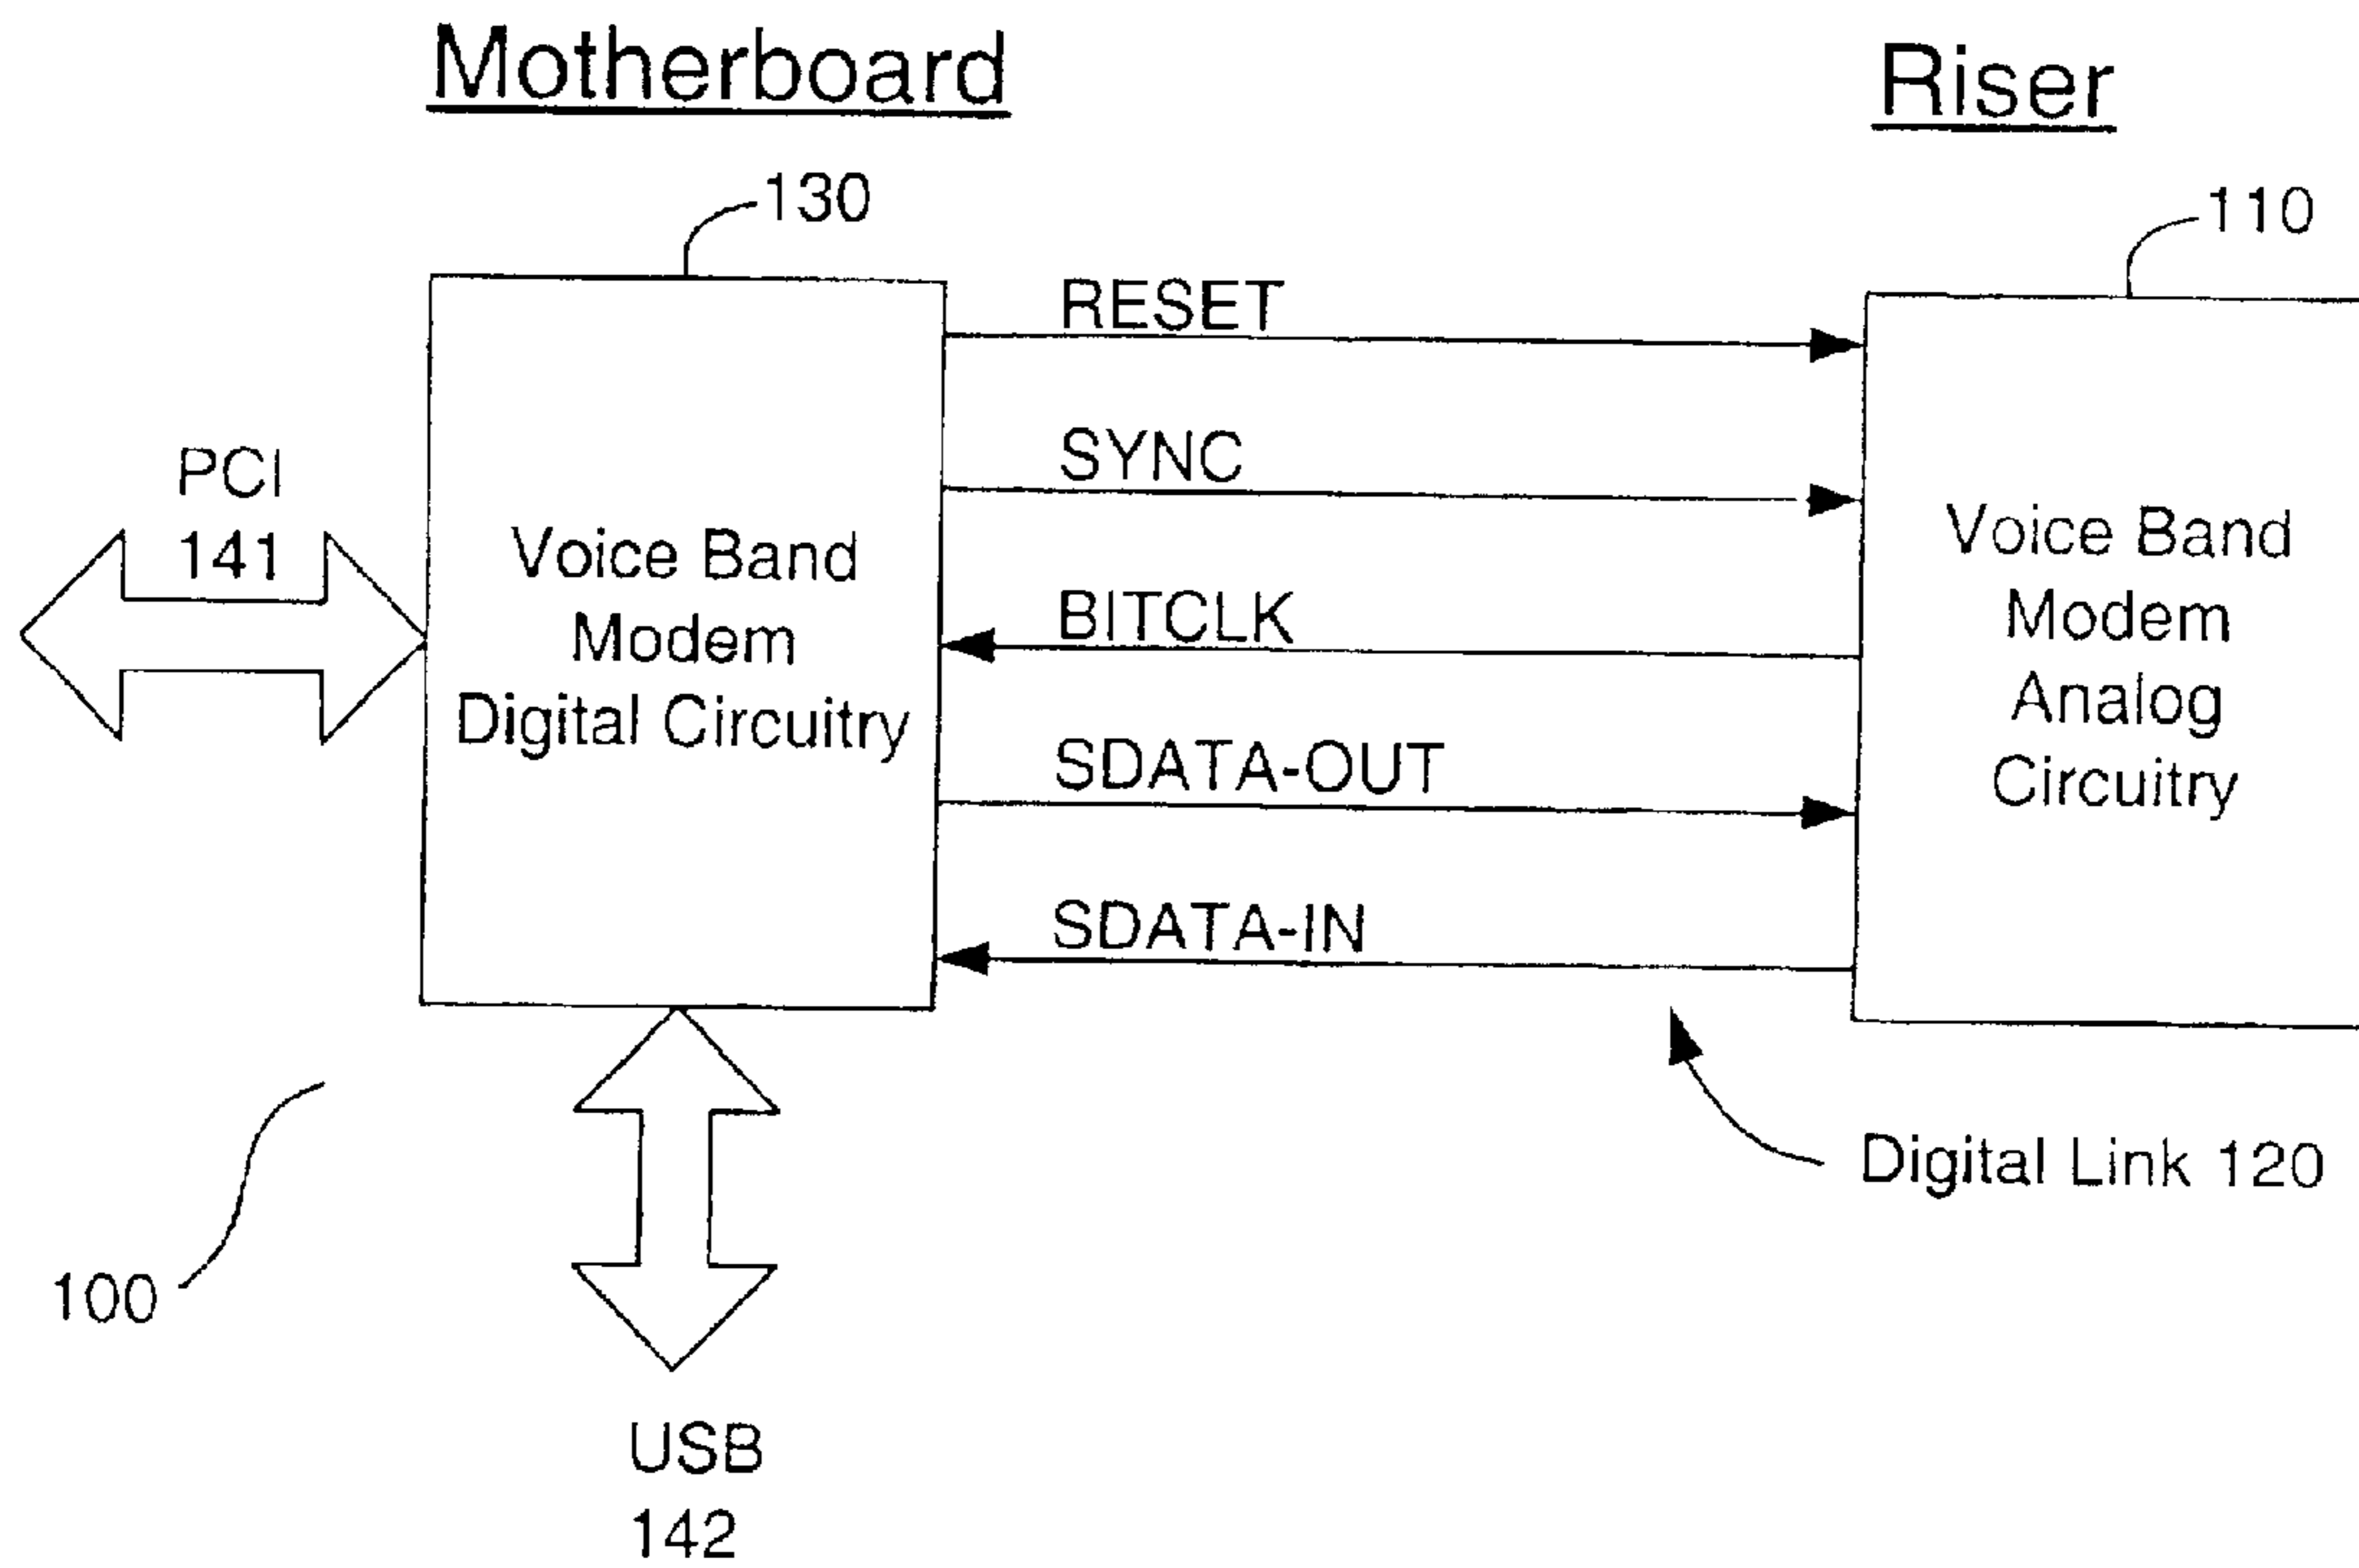 Motherboard
Riser
130
110
RESET
SYNC
BITCLK
SDATA-OUT
SDATA-IN
PCI
141
Voice Band
Modem
Digital Circuitry
Voice Band
Modem
Analog
Circuitry
Digital Link 120
100
USB
142